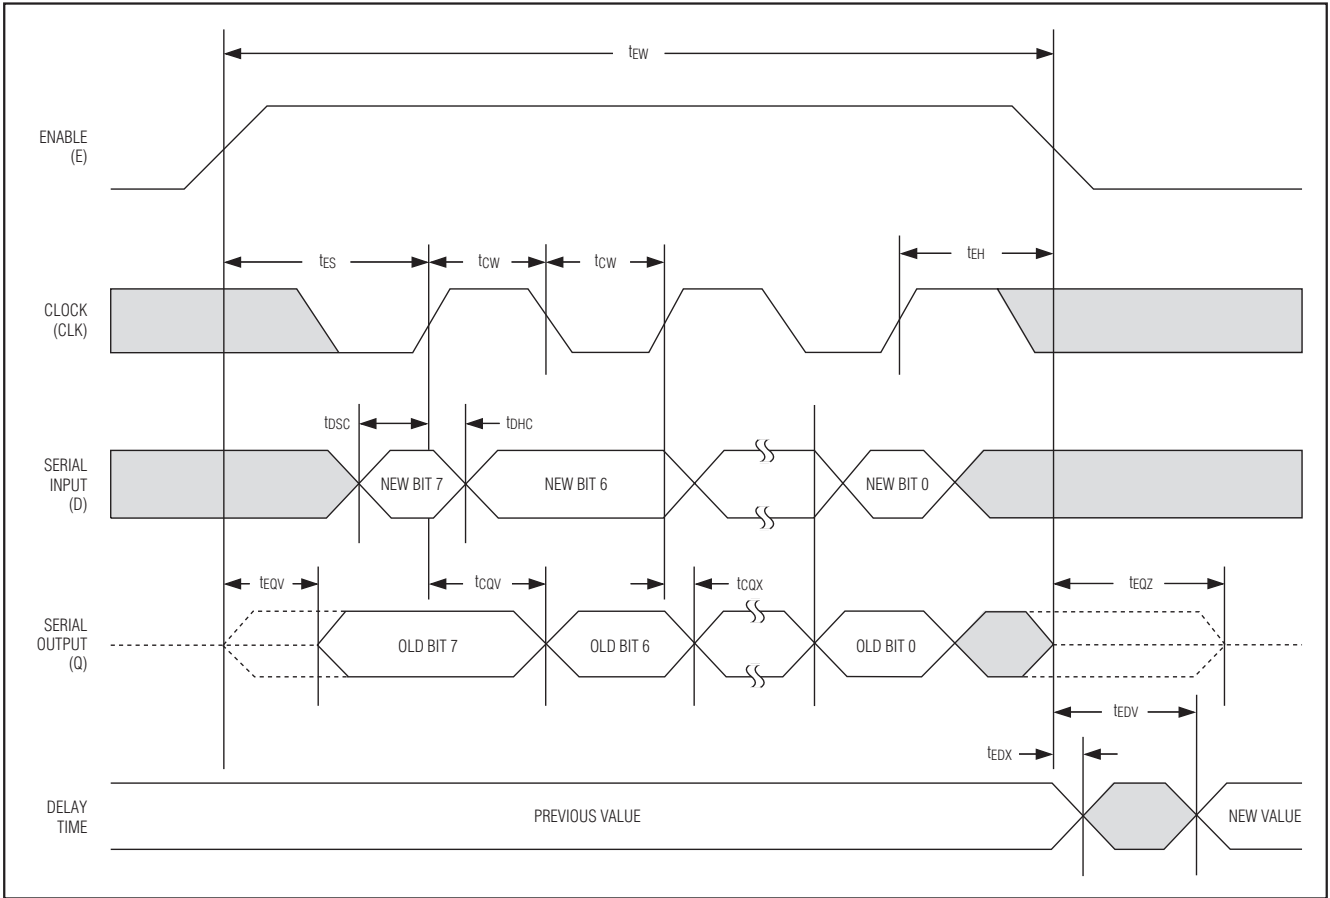 tEW
ENABLE
(E)
tES
tCW
tCW
tEH
CLOCK
(CLK)
tDSC
tDHC
SERIAL
INPUT
(D)
NEW BIT 7
NEW BIT 6
NEW BIT 0
tEQV
tCQV
tCQX
tEQZ
SERIAL
OUTPUT
(Q)
OLD BIT 7
OLD BIT 6
OLD BIT 0
tEDV
tEDX
DELAY
TIME
PREVIOUS VALUE
NEW VALUE